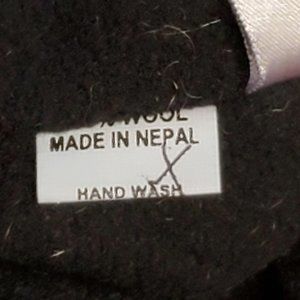 % WOOL
MADE IN NEPAL
X
HAND WASH